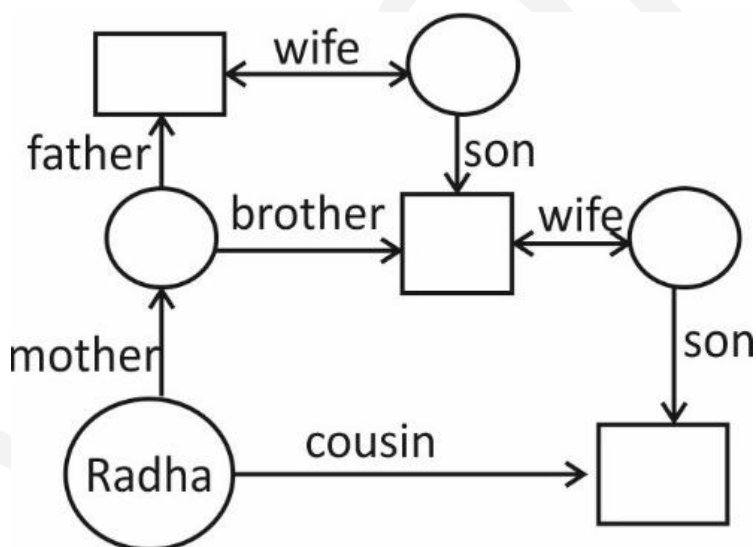 wife
father
son
brother
wife
mother
son
cousin
Radha